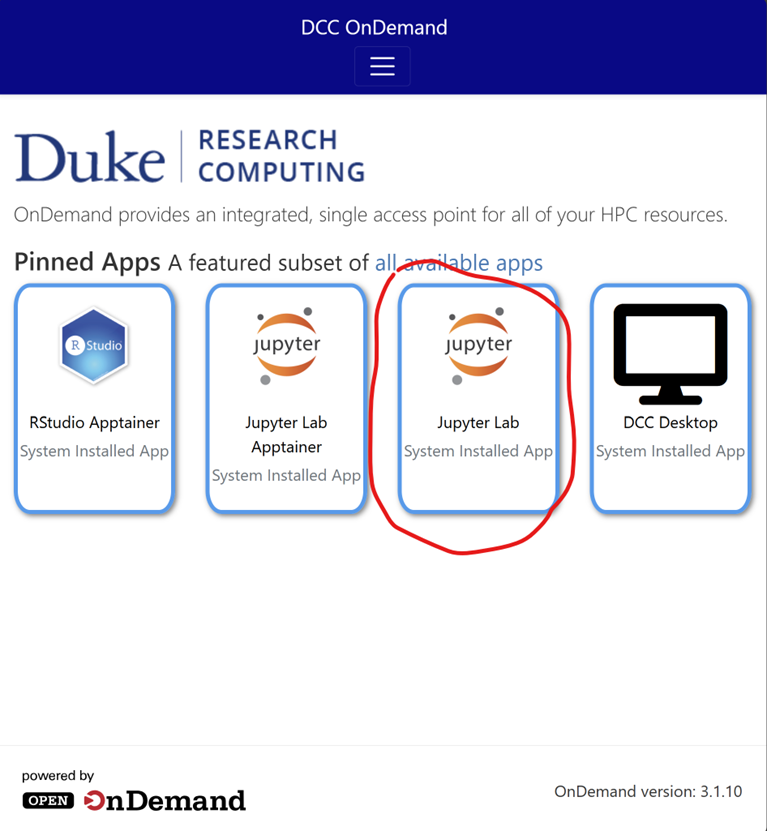 DCC OnDemand
Duke
RESEARCH
COMPUTING
OnDemand provides an integrated, single access point for all of your HPC resources.
Pinned Apps A featured subset of all available apps
R Studio
RStudio Apptainer
System Installed App
jupyter
Jupyter Lab
Apptainer
System Installed App
jupyter
Jupyter Lab
System Installed App
DCC Desktop
System Installed App
powered by
OPEN OnDemand
OnDemand version: 3.1.10